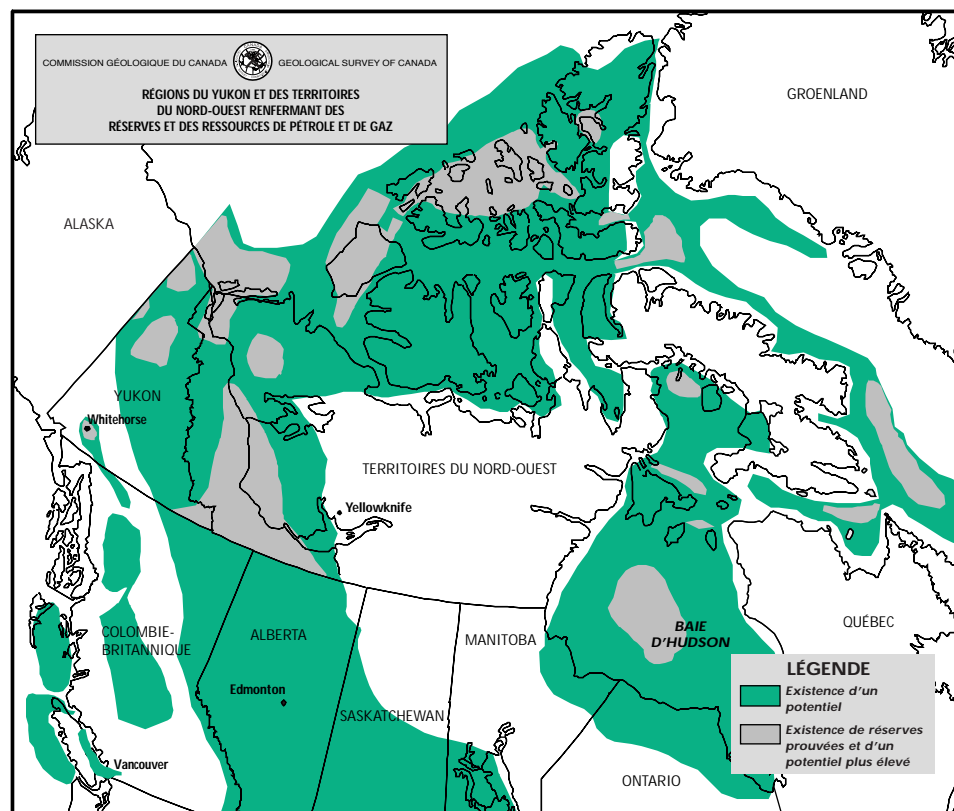 COMMISSION GÉOLOGIQUE DU CANADA GEOLOGICAL SURVEY OF CANADA
RÉGIONS DU YUKON ET DES TERRITOIRES
DU NORD-OUEST RENFERMANT DES
RÉSERVES ET DES RESSOURCES DE PÉTROLE ET DE GAZ
GROENLAND
ALASKA
YUKON
Whitehorse
TERRITOIRES DU NORD-OUEST
Yellowknife
COLOMBIE-
BRITANNIQUE
ALBERTA
MANITOBA
BAIE
D'HUDSON
QUÉBEC
Edmonton
SASKATCHEWAN
Vancouver
ONTARIO
LÉGENDE
Existence d'un
potentiel
Existence de réserves
prouvées et d'un
potentiel plus élevé